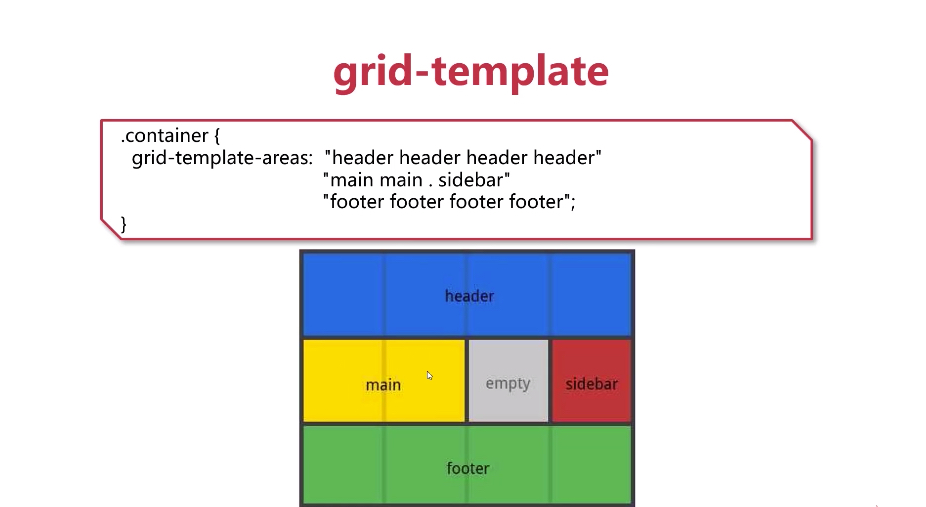 grid-template
.container {
grid-template-areas: "header header header header"
"main main . sidebar"
"footer footer footer footer";
}
header
main empty sidebar
footer